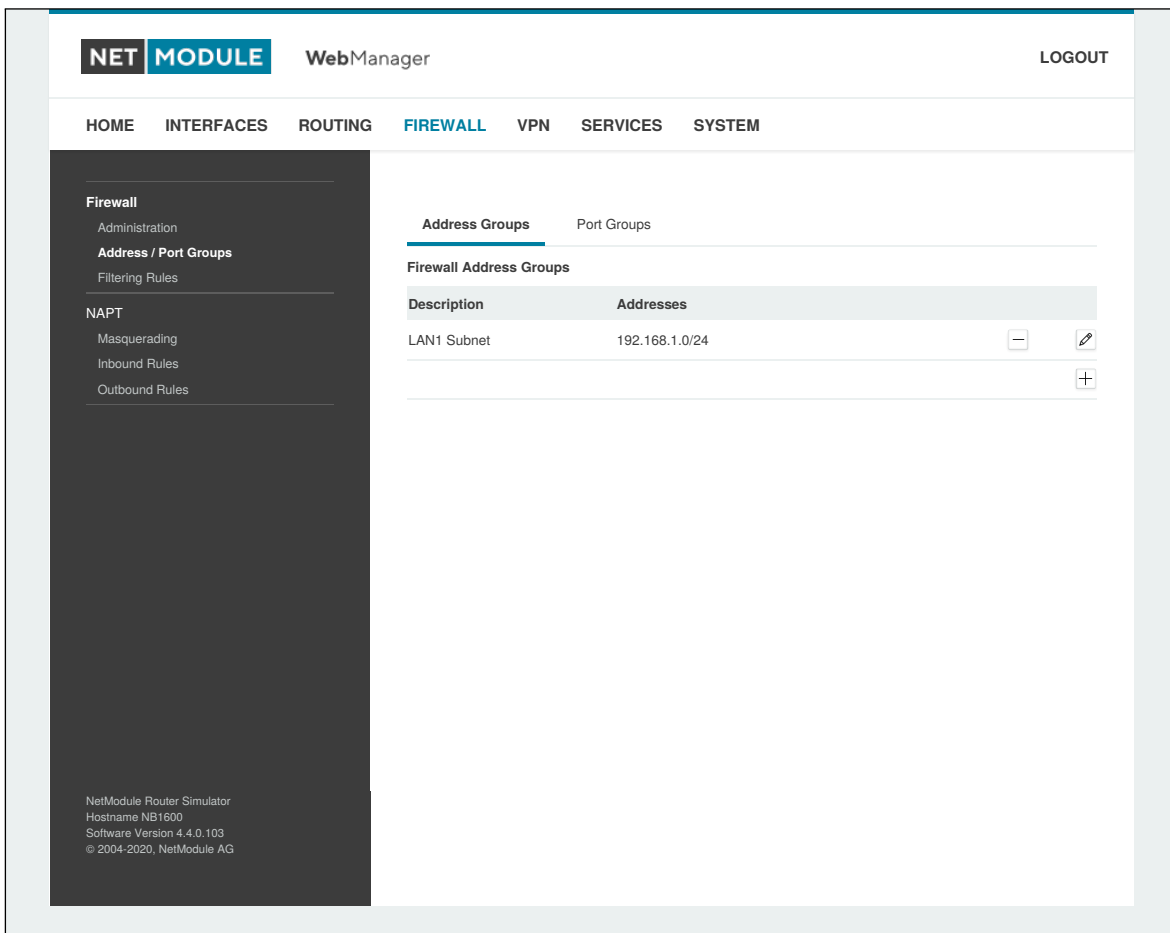 NET MODULE WebManager LOGOUT
HOME INTERFACES ROUTING FIREWALL VPN SERVICES SYSTEM
Firewall
Administration
Address / Port Groups
Filtering Rules
NAPT
Masquerading
Inbound Rules
Outbound Rules
Address Groups Port Groups
Firewall Address Groups
Description Addresses
LAN1 Subnet 192.168.1.0/24
NetModule Router Simulator
Hostname NB1600
Software Version 4.4.0.103
© 2004-2020, NetModule AG